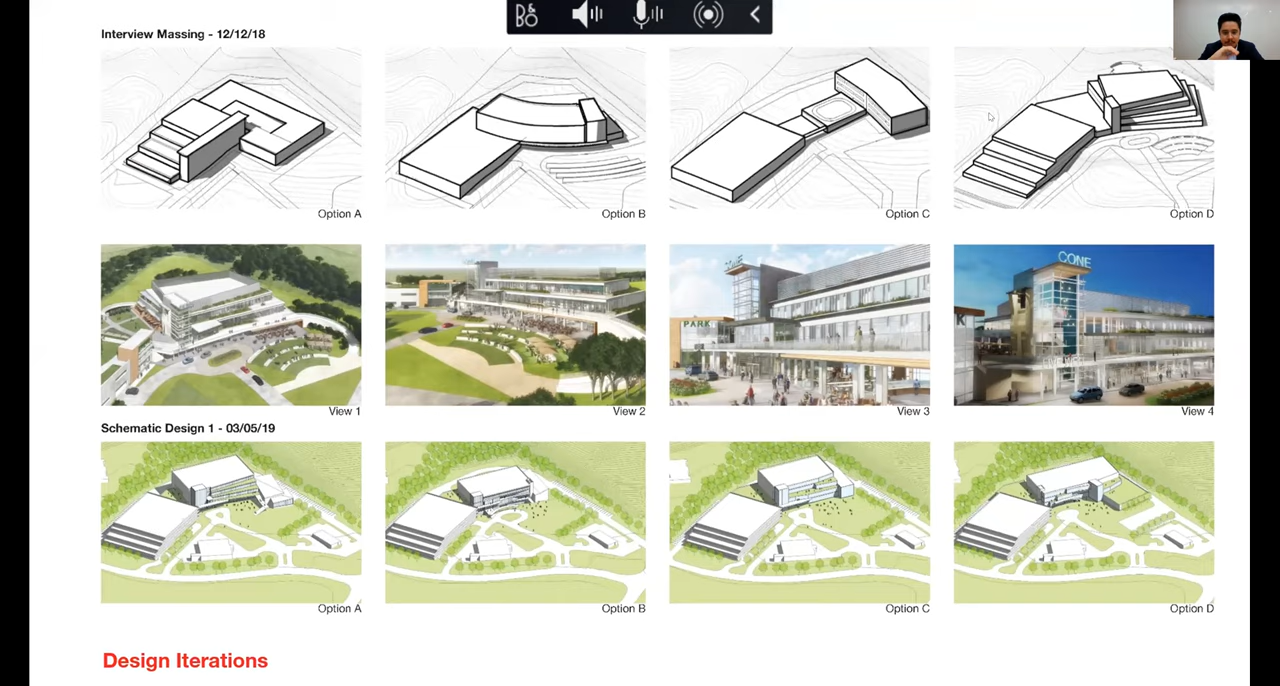 B&O
Interview Massing - 12/12/18
Option A
Option B
Option C
Option D
CONE
PARK
CONE
View 1
View 2
View 3
View 4
Schematic Design 1 - 03/05/19
Option A
Option B
Option C
Option D
Design Iterations